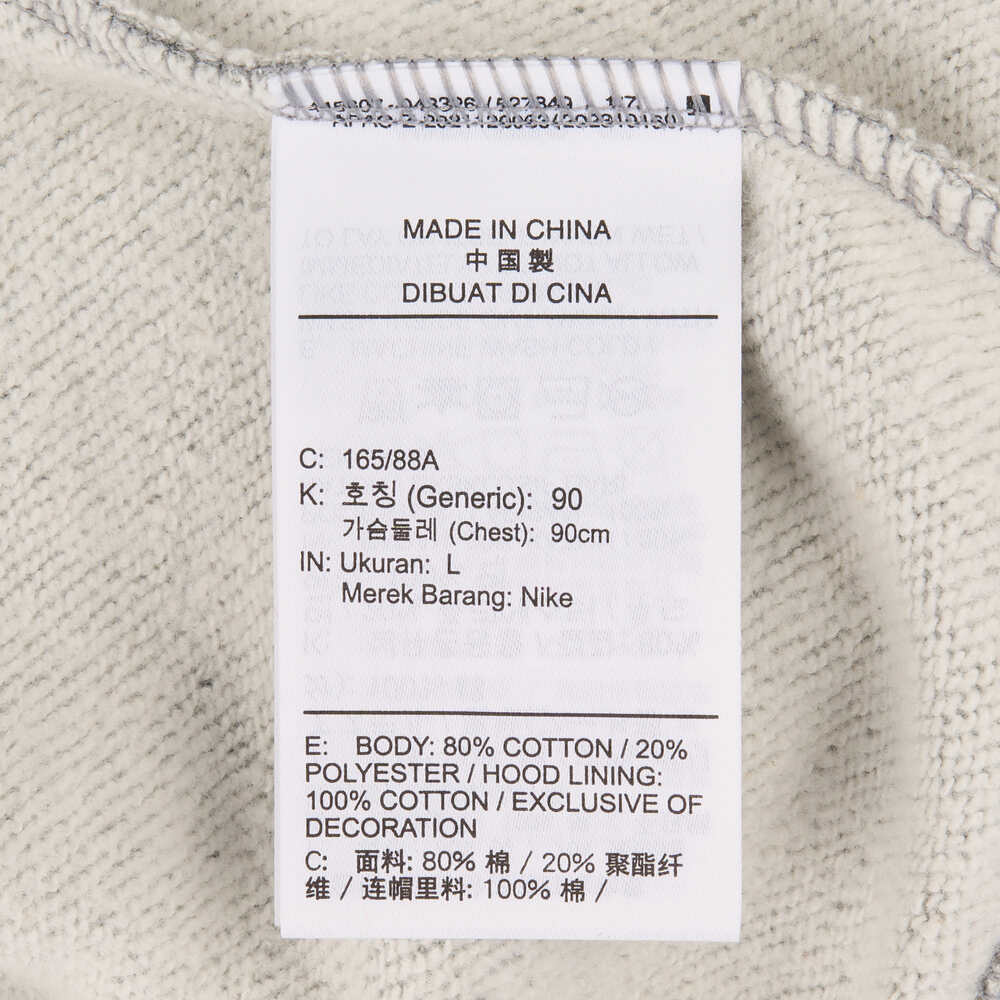 MADE IN CHINA
中国製
DIBUAT DI CINA
C: 165/88A
K: 호칭 (Generic): 90
가슴둘레 (Chest): 90cm
IN: Ukuran: L
Merek Barang: Nike
E: BODY: 80% COTTON / 20%
POLYESTER / HOOD LINING:
100% COTTON / EXCLUSIVE OF
DECORATION
C: 面料: 80% 棉 / 20% 聚酯纤
维 / 连帽里料: 100% 棉 /